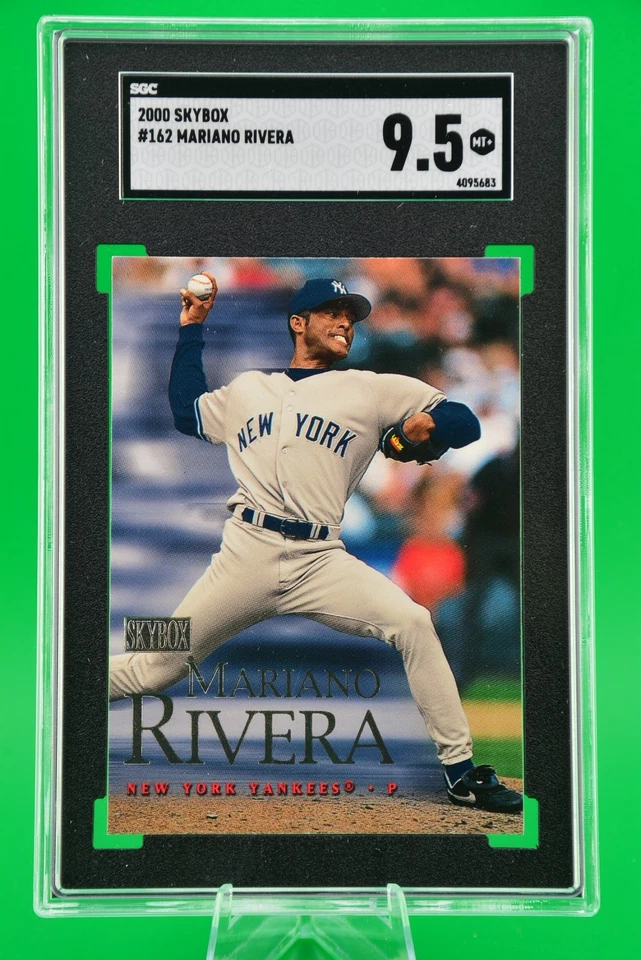 SGC
2000 SKYBOX
#162 MARIANO RIVERA
9.5
MT+
4095683
NY
NEW YORK
SKYBOX
MARIANO
RIVERA
NEW YORK YANKEES® · P